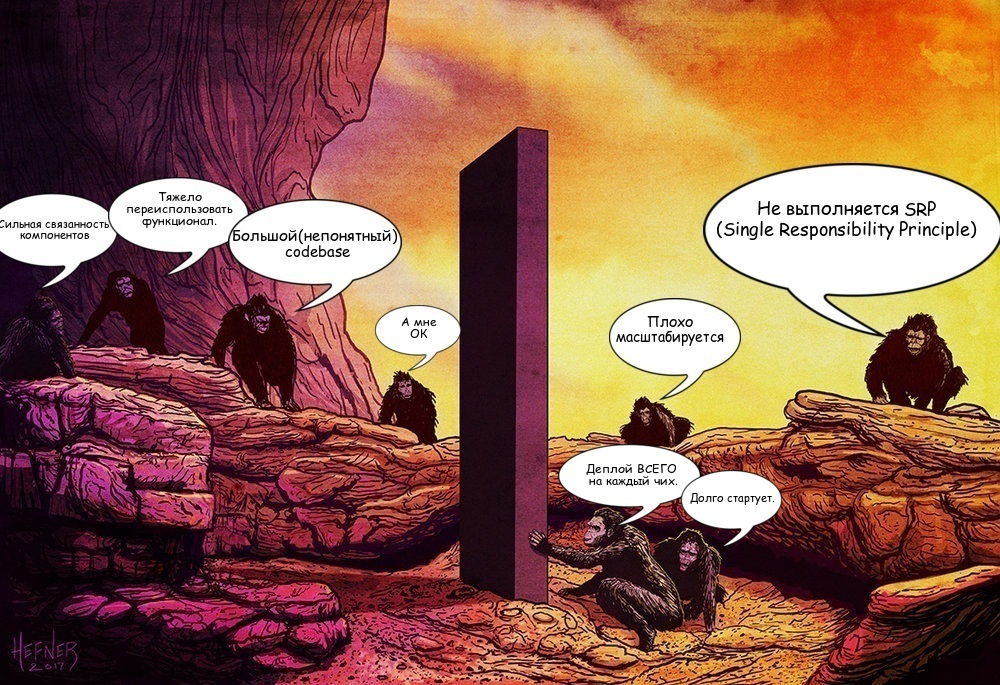 Сильная связанность
компонентов
Тяжело
переиспользовать
функционал.
Большой(непонятный)
codebase
А мне
ОК
Плохо
масштабируется
Не выполняется SRP
(Single Responsibility Principle)
Деплой ВСЕГО
на каждый чих.
Долго стартует.
HEFNER
2017